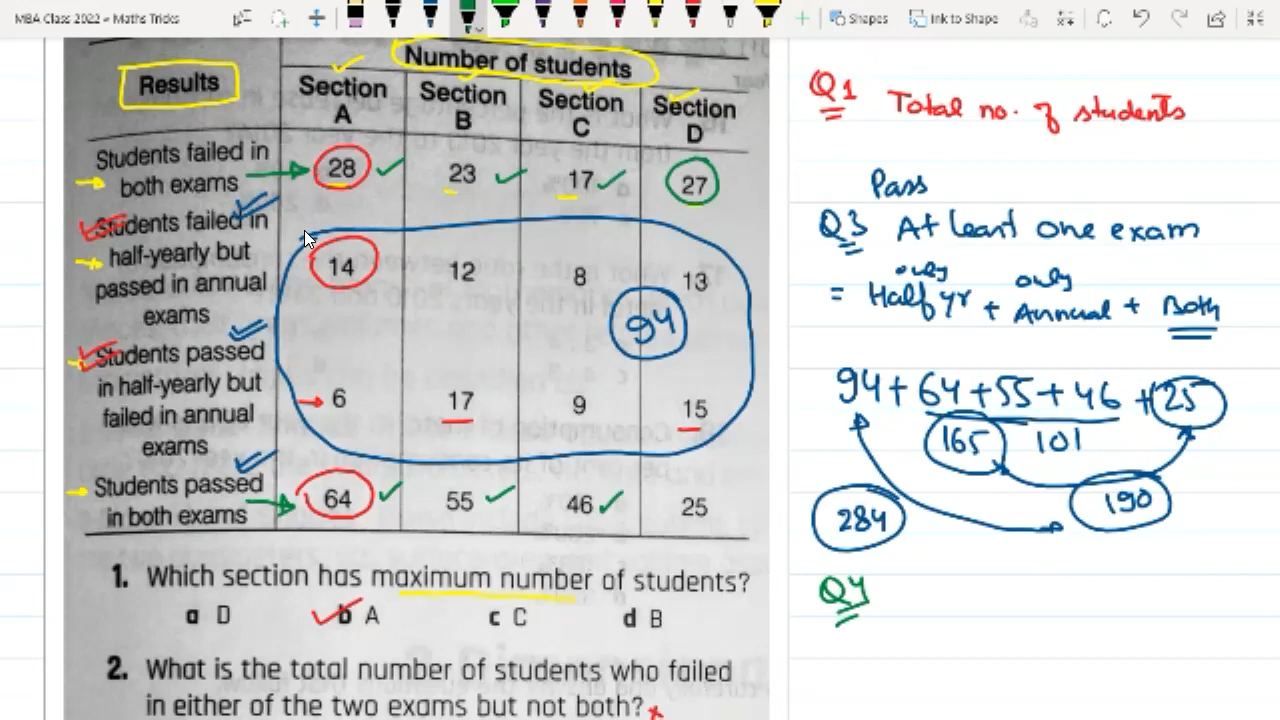 MBA Class 2022 – Maths Tricks
Shapes
Ink to Shape
Results
Number of students
Section A
Section B
Section C
Section D
Students failed in both exams
28 23 17 27
Students failed in half-yearly but passed in annual exams
14 12 8 13
94
Students passed in half-yearly but failed in annual exams
6 17 9 15
Students passed in both exams
64 55 46 25
1. Which section has maximum number of students?
a D b A c C d B
2. What is the total number of students who failed
in either of the two exams but not both?
Q1 Total no. of students
Pass
Q3 At least one exam
only only
= Half yr + Annual + Both
94 + 64 + 55 + 46 + 25
165 101
190
284
Q4